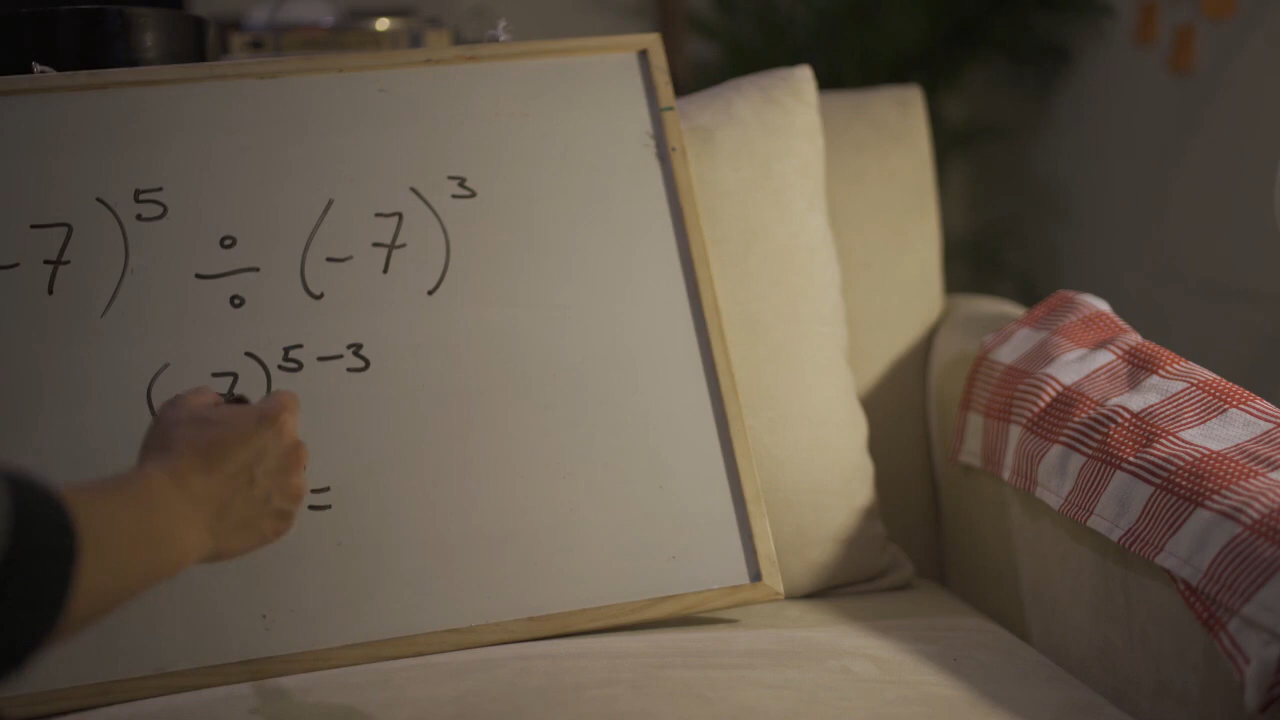 -7)⁵ ÷ (-7)³
(7)⁵⁻³
=